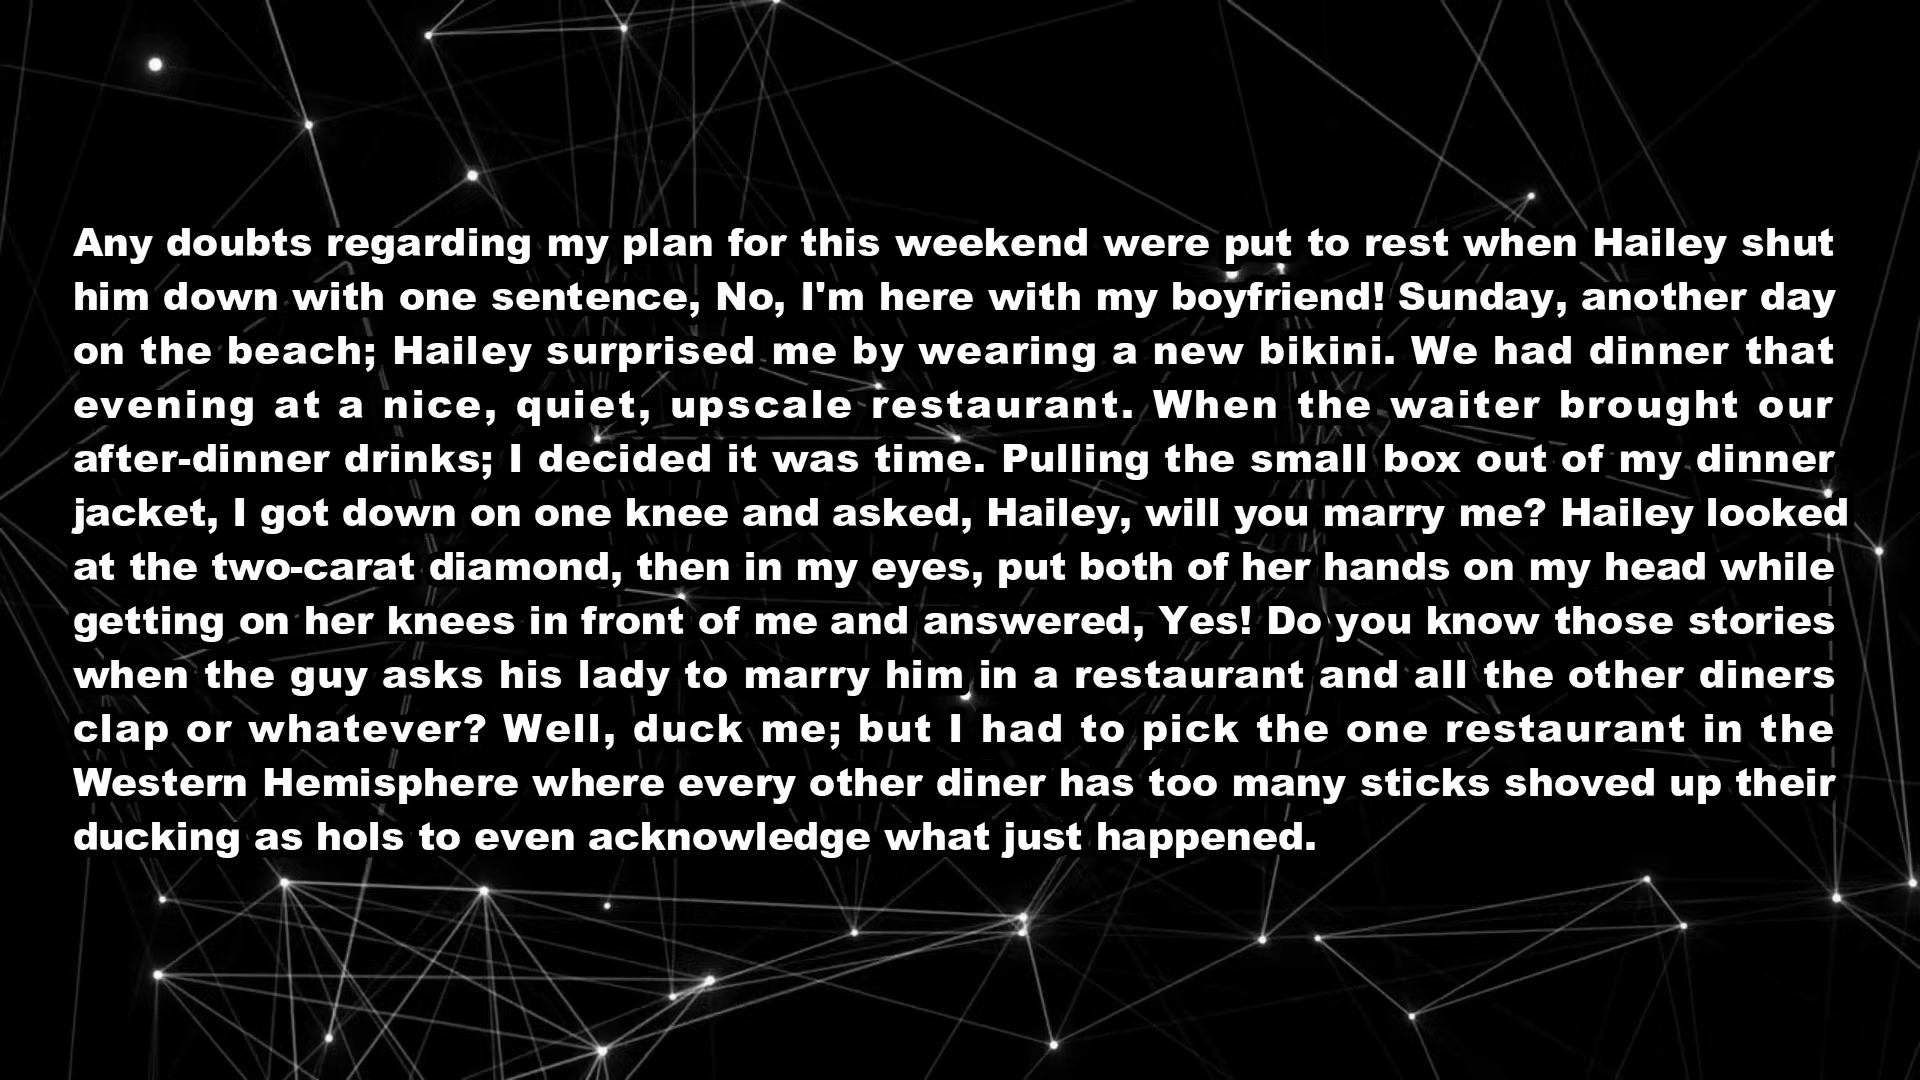 Any doubts regarding my plan for this weekend were put to rest when Hailey shut
him down with one sentence, No, I'm here with my boyfriend! Sunday, another day
on the beach; Hailey surprised me by wearing a new bikini. We had dinner that
evening at a nice, quiet, upscale restaurant. When the waiter brought our
after-dinner drinks; I decided it was time. Pulling the small box out of my dinner
jacket, I got down on one knee and asked, Hailey, will you marry me? Hailey looked
at the two-carat diamond, then in my eyes, put both of her hands on my head while
getting on her knees in front of me and answered, Yes! Do you know those stories
when the guy asks his lady to marry him in a restaurant and all the other diners
clap or whatever? Well, duck me; but I had to pick the one restaurant in the
Western Hemisphere where every other diner has too many sticks shoved up their
ducking as hols to even acknowledge what just happened.